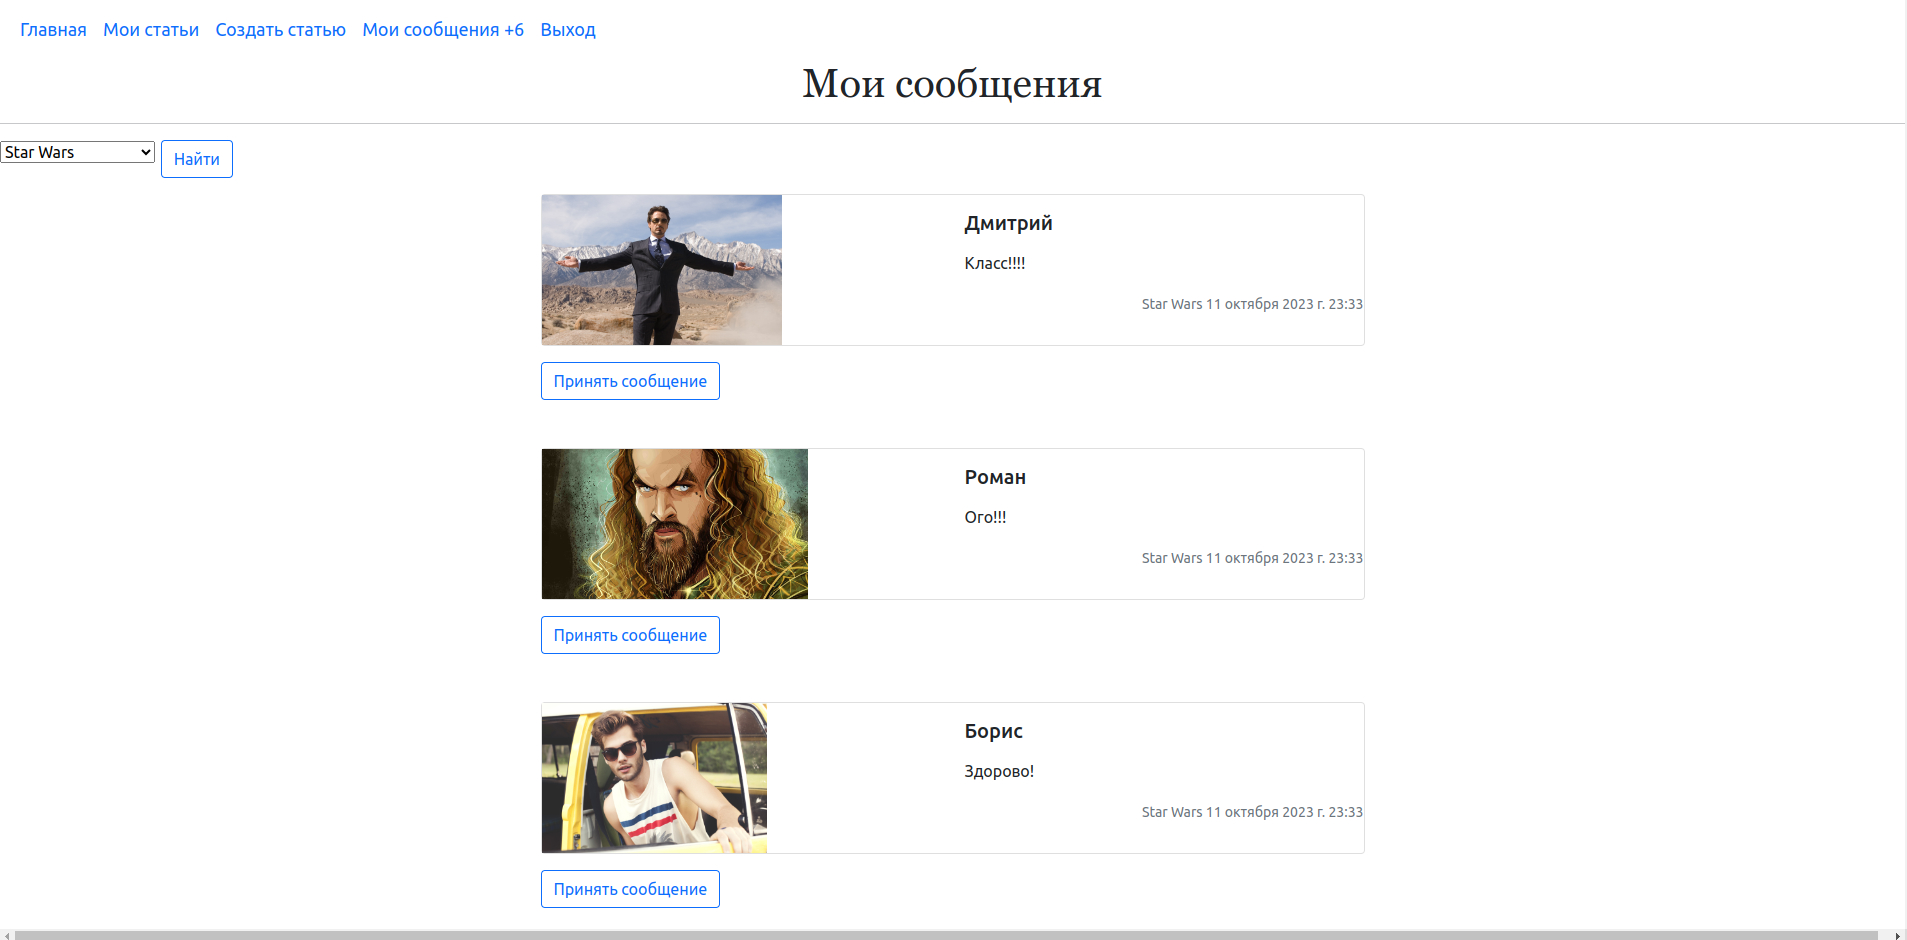 Главная Мои статьи Создать статью Мои сообщения +6 Выход
Мои сообщения
Star Wars Найти
Дмитрий
Класс!!!!
Star Wars 11 октября 2023 г. 23:33
Принять сообщение
Роман
Ого!!!
Star Wars 11 октября 2023 г. 23:33
Принять сообщение
Борис
Здорово!
Star Wars 11 октября 2023 г. 23:33
Принять сообщение